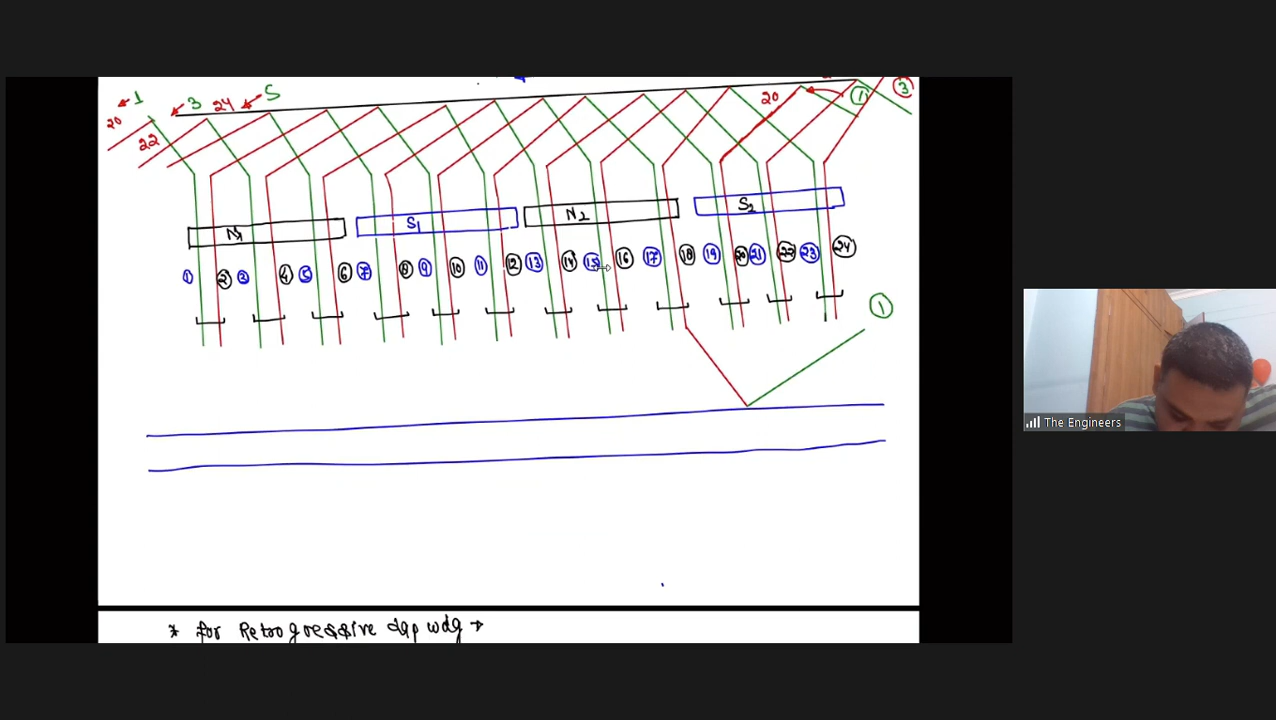 1
3
24
S
20
22
20
1
3
N1
S1
N2
S2
1 2 3 4 5 6 7 8 9 10 11 12 13 14 15 16 17 18 19 20 21 22 23 24
1
* for Retrogressive lap wdg →
The Engineers